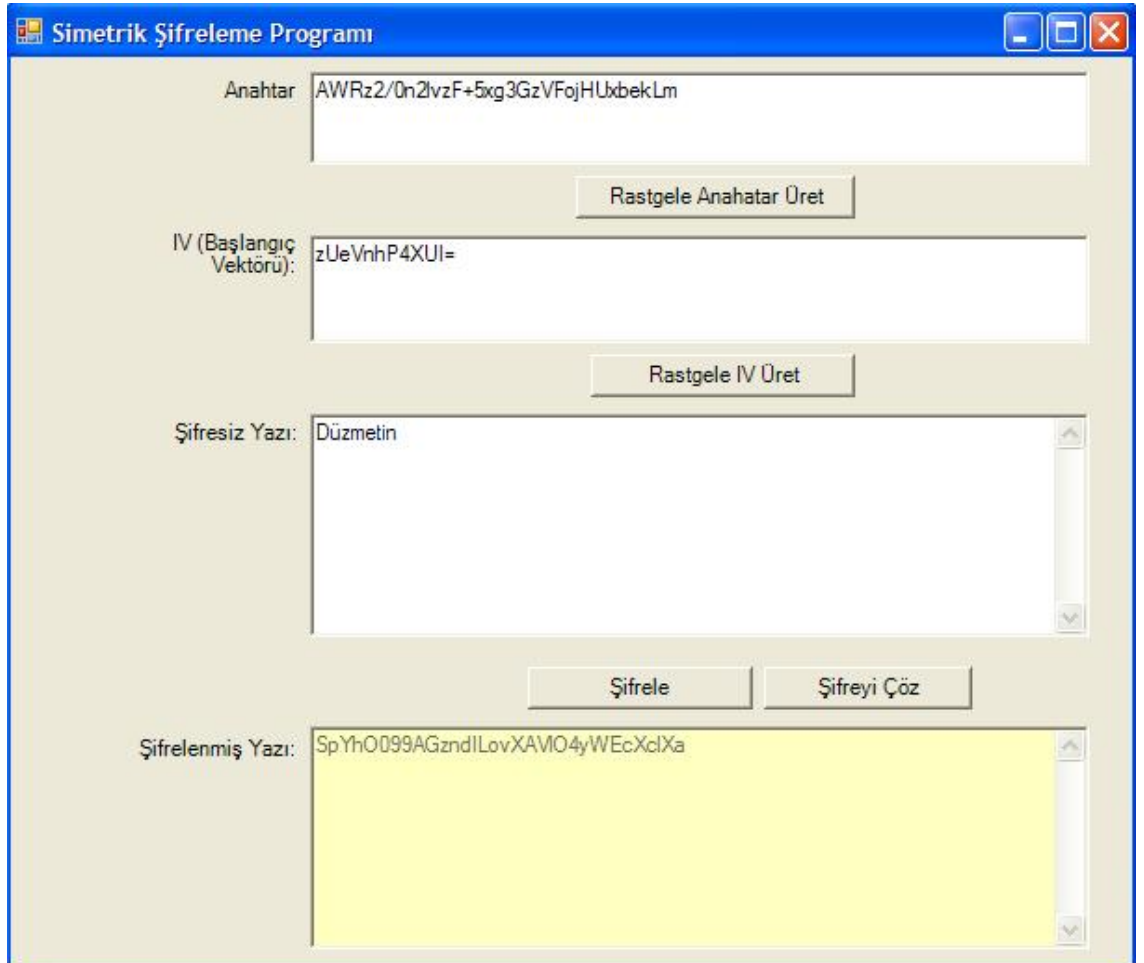 Simetrik Şifreleme Programı
Anahtar
AWRz2/0n2lvzF+5xg3GzVFojHUxbekLm
Rastgele Anahatar Üret
IV (Başlangıç
Vektörü):
zUeVnhP4XUI=
Rastgele IV Üret
Şifresiz Yazı:
Düzmetin
Şifrele
Şifreyi Çöz
Şifrelenmiş Yazı:
SpYhO099AGzndILovXAVlO4yWEcXclXa